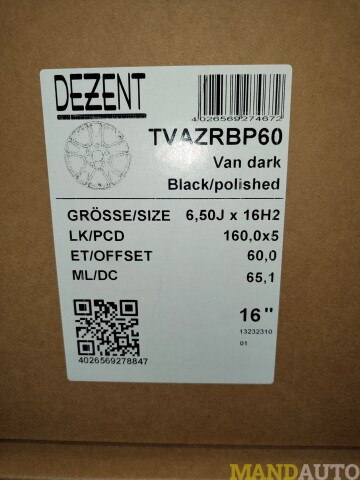 DEZENT
4026569274672
TVAZRBP60
Van dark
Black/polished
GRÖSSE/SIZE 6,50J x 16H2
LK/PCD 160,0x5
ET/OFFSET 60,0
ML/DC 65,1
16"
13232310
01
4026569278847
MANDAUTO